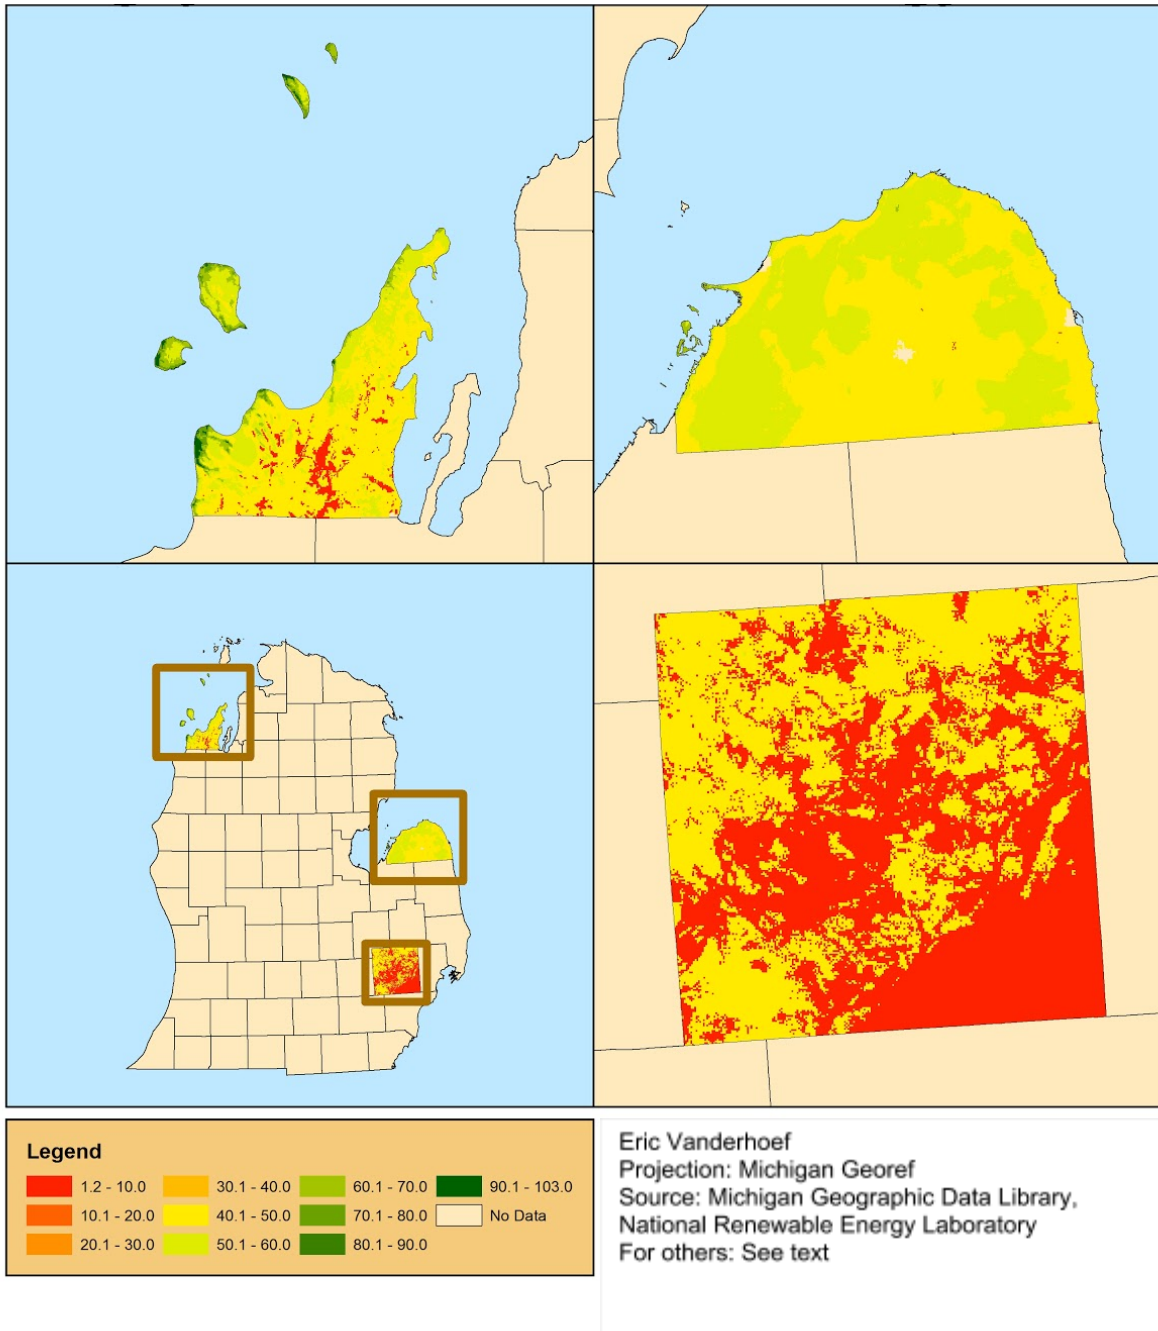 Legend
1.2 - 10.0
10.1 - 20.0
20.1 - 30.0
30.1 - 40.0
40.1 - 50.0
50.1 - 60.0
60.1 - 70.0
70.1 - 80.0
80.1 - 90.0
90.1 - 103.0
No Data
Eric Vanderhoef
Projection: Michigan Georef
Source: Michigan Geographic Data Library,
National Renewable Energy Laboratory
For others: See text